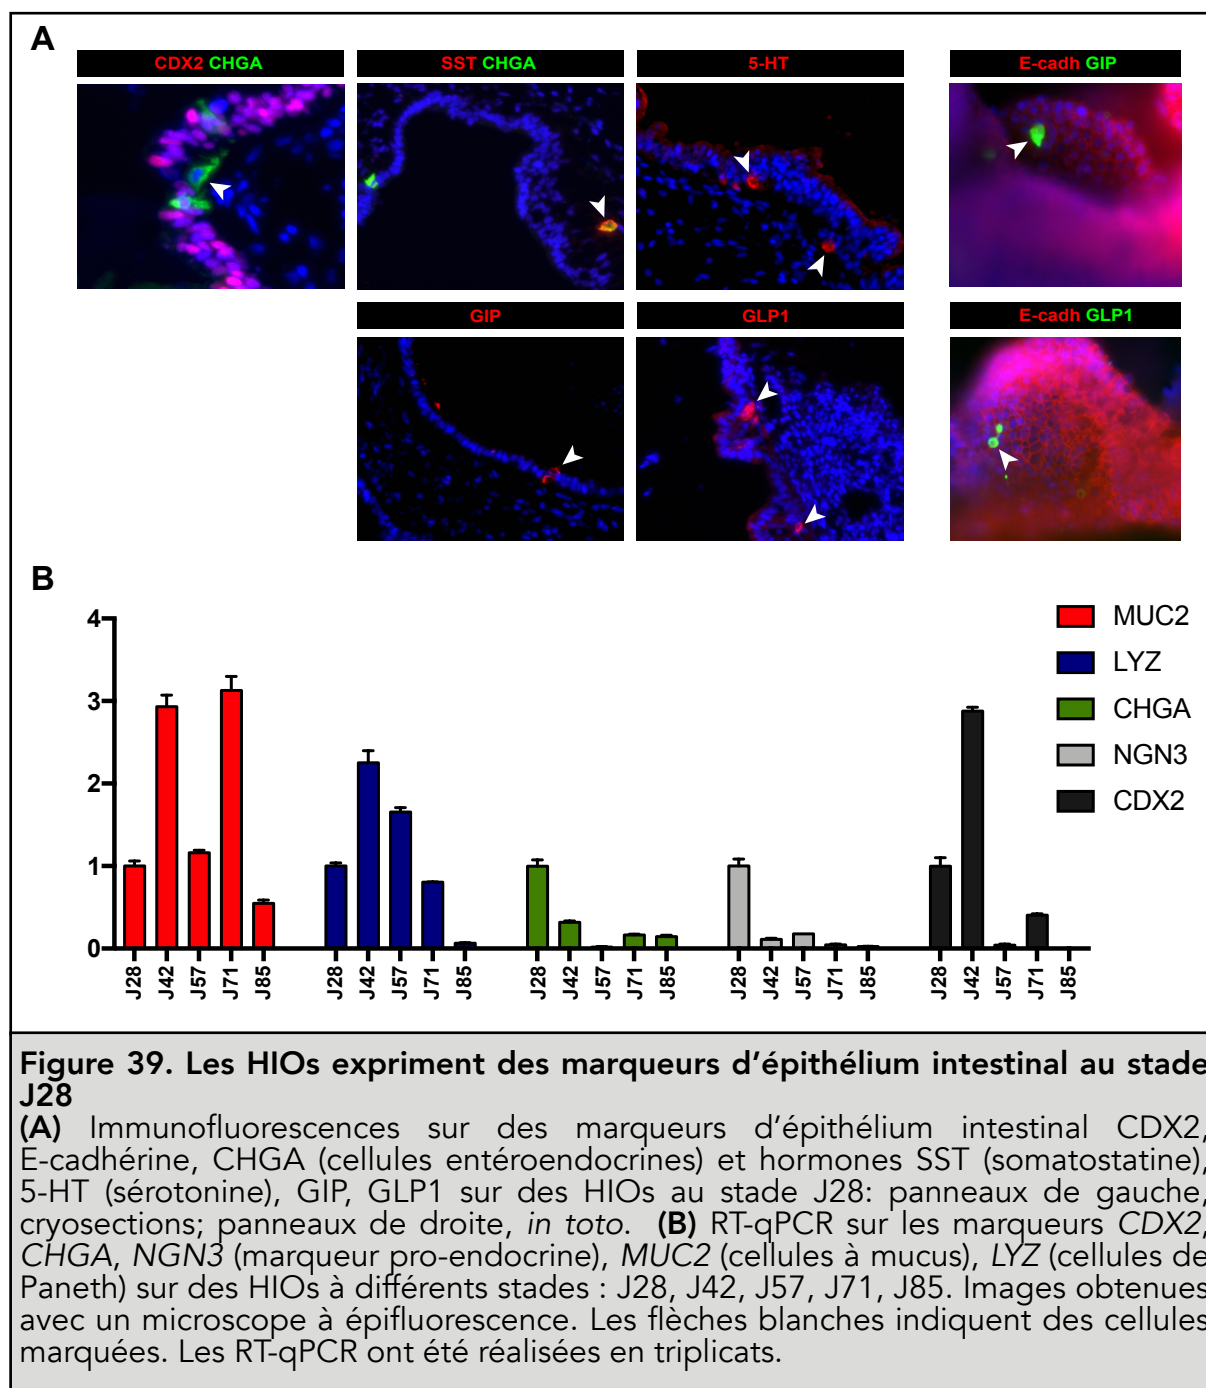 A
CDX2 CHGA
SST CHGA
5-HT
E-cadh GIP
GIP
GLP1
E-cadh GLP1
B
4
3
2
1
0
J28 J42 J57 J71 J85
J28 J42 J57 J71 J85
J28 J42 J57 J71 J85
J28 J42 J57 J71 J85
J28 J42 J57 J71 J85
MUC2
LYZ
CHGA
NGN3
CDX2
Figure 39. Les HIOs expriment des marqueurs d'épithélium intestinal au stade
J28
(A) Immunofluorescences sur des marqueurs d'épithélium intestinal CDX2,
E-cadhérine, CHGA (cellules entéroendocrines) et hormones SST (somatostatine),
5-HT (sérotonine), GIP, GLP1 sur des HIOs au stade J28: panneaux de gauche,
cryosections; panneaux de droite, in toto. (B) RT-qPCR sur les marqueurs CDX2,
CHGA, NGN3 (marqueur pro-endocrine), MUC2 (cellules à mucus), LYZ (cellules de
Paneth) sur des HIOs à différents stades : J28, J42, J57, J71, J85. Images obtenues
avec un microscope à épifluorescence. Les flèches blanches indiquent des cellules
marquées. Les RT-qPCR ont été réalisées en triplicats.